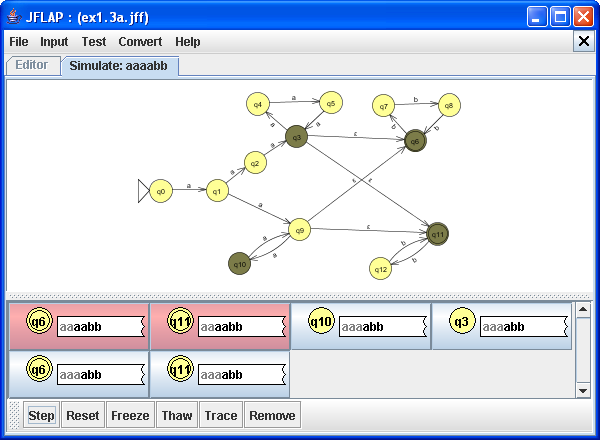 JFLAP : (ex1.3a.jff)
File Input Test Convert Help
Editor Simulate: aaaabb
q4 a q5 q7 b q8
a a b b
q3 ε q6
a
q2
a
q0 a q1
a
ε ε
q9 ε q11
a a
q10
b b
q12
q6 aaaabb q11 aaaabb q10 aaaabb q3 aaaabb
q6 aaaabb q11 aaaabb
Step Reset Freeze Thaw Trace Remove